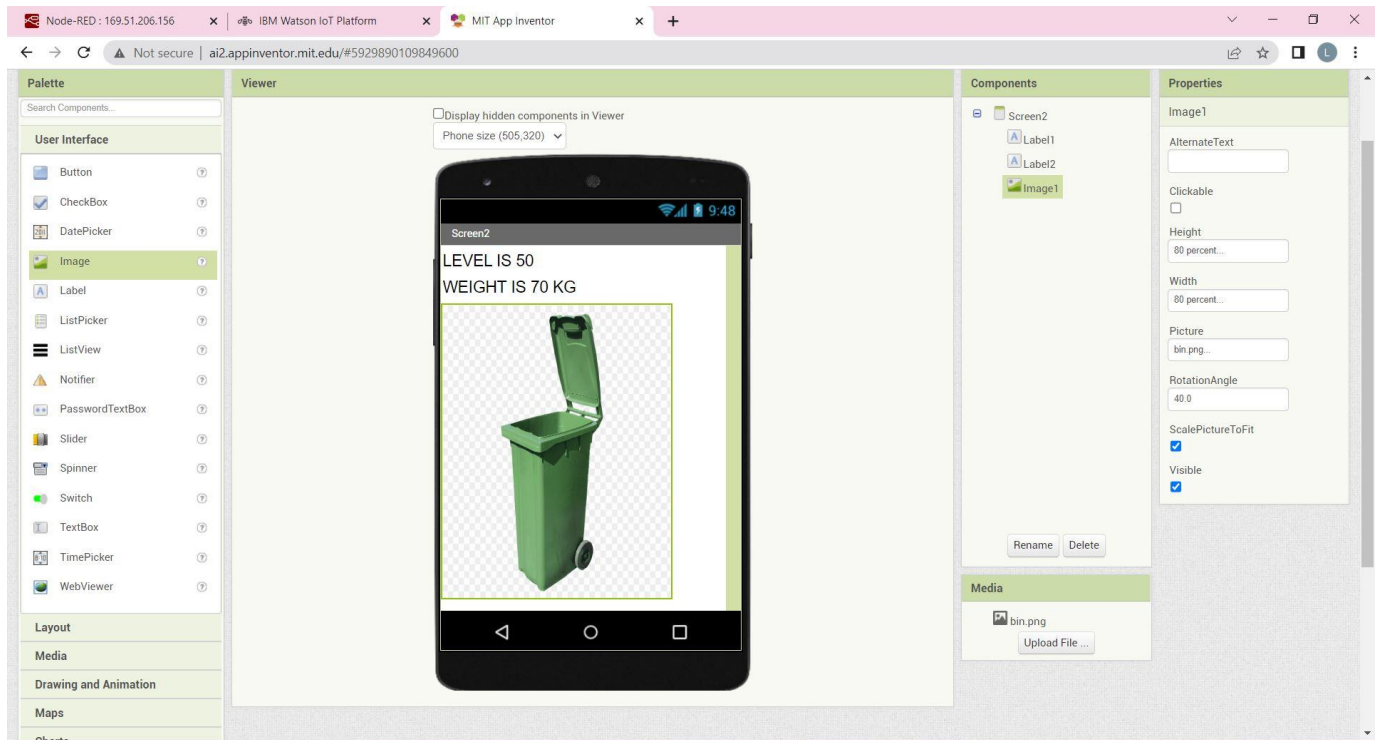 Node-RED : 169.51.206.156
IBM Watson IoT Platform
MIT App Inventor
Not secure | ai2.appinventor.mit.edu/#5929890109849600
L
Palette
Search Components...
User Interface
Button
CheckBox
DatePicker
Image
Label
ListPicker
ListView
Notifier
PasswordTextBox
Slider
Spinner
Switch
TextBox
TimePicker
WebViewer
Layout
Media
Drawing and Animation
Maps
Charts
Viewer
Display hidden components in Viewer
Phone size (505,320)
9:48
Screen2
LEVEL IS 50
WEIGHT IS 70 KG
Components
Screen2
Label1
Label2
Image1
Rename Delete
Media
bin.png
Upload File ...
Properties
Image1
AlternateText
Clickable
Height
80 percent...
Width
80 percent...
Picture
bin.png...
RotationAngle
40.0
ScalePictureToFit
Visible